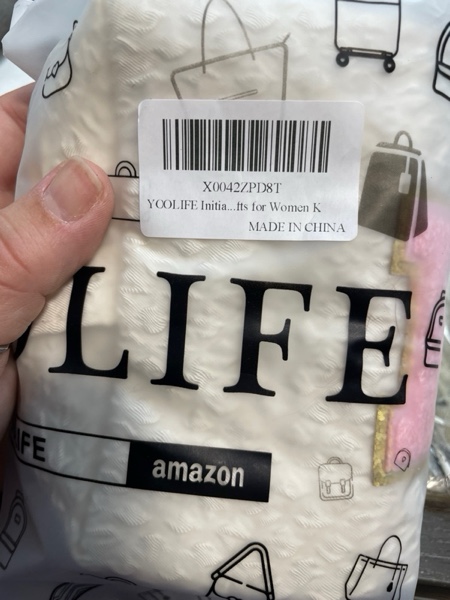 X0042ZPD8T
YOOLIFE Initia...fts for Women K
MADE IN CHINA
LIFE
IFE
amazon